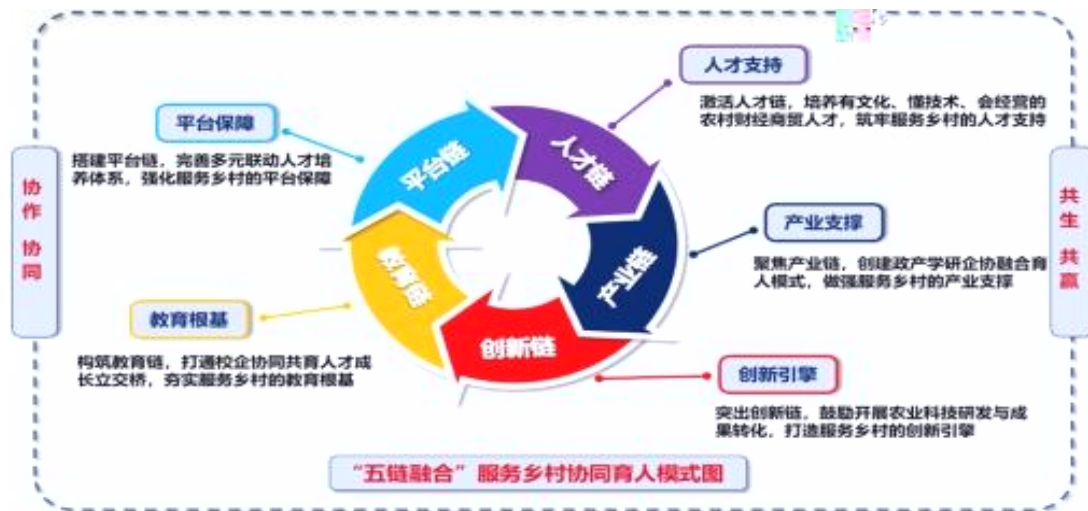 人才支持
激活人才链，培养有文化、懂技术、会经营的
农村财经商贸人才，筑牢服务乡村的人才支持
平台保障
搭建平台链，完善多元联动人才培
养体系，强化服务乡村的平台保障
平台链
人才链
协作 协同
共生 共赢
产业支撑
聚焦产业链，创建政产学研企协融合育
人模式，做强服务乡村的产业支撑
教育链
产业链
创新链
教育根基
构筑教育链，打通校企协同共育人才成
长立交桥，夯实服务乡村的教育根基
创新引擎
突出创新链，鼓励开展农业科技研发与成
果转化，打造服务乡村的创新引擎
“五链融合”服务乡村协同育人模式图